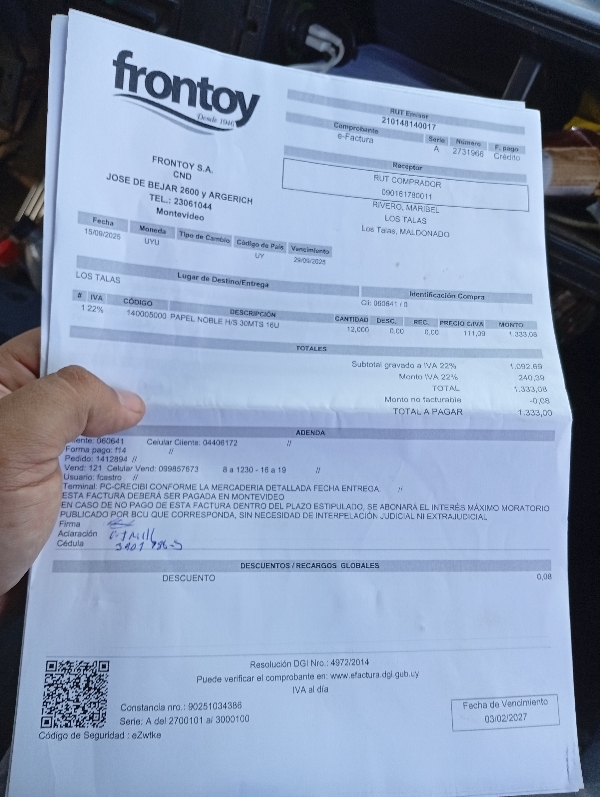 frontoy
Desde 1940
FRONTOY S.A.
CND
JOSE DE BEJAR 2600 y ARGERICH
TEL.: 23061044
Montevideo
RUT Emisor
210148140017
Comprobante Serie Número F. pago
e-Factura A 2731966 Crédito
Receptor
RUT COMPRADOR
090161780011
RIVERO, MARIBEL
LOS TALAS
Los Talas, MALDONADO
Fecha Moneda Tipo de Cambio Código de País Vencimiento
15/09/2025 UYU UY 29/09/2025
Lugar de Destino/Entrega Identificación Compra
LOS TALAS Cli: 060641 / 0
# IVA CÓDIGO DESCRIPCIÓN CANTIDAD DESC. REC. PRECIO C/IVA MONTO
1 22% 140005000 PAPEL NOBLE H/S 30MTS 16U 12,000 0,00 0,00 111,09 1.333,08
TOTALES
Subtotal gravado a IVA 22% 1.092,69
Monto IVA 22% 240,39
TOTAL 1.333,08
Monto no facturable -0,08
TOTAL A PAGAR 1.333,00
ADENDA
Cliente: 060641 Celular Cliente: 04406172 //
Forma pago: f14 //
Pedido: 1412894 //
Vend: 121 Celular Vend: 099857673 8 a 1230 - 16 a 19 //
Usuario: fcastro //
Terminal: PC-CRECIBI CONFORME LA MERCADERIA DETALLADA FECHA ENTREGA //
ESTA FACTURA DEBERÁ SER PAGADA EN MONTEVIDEO
EN CASO DE NO PAGO DE ESTA FACTURA DENTRO DEL PLAZO ESTIPULADO, SE ABONARÁ EL INTERÉS MÁXIMO MORATORIO
PUBLICADO POR BCU QUE CORRESPONDA, SIN NECESIDAD DE INTERPELACIÓN JUDICIAL NI EXTRAJUDICIAL
Firma
Aclaración
Cédula
DESCUENTOS / RECARGOS GLOBALES
DESCUENTO 0,08
Resolución DGI Nro.: 4972/2014
Puede verificar el comprobante en: www.efactura.dgi.gub.uy
IVA al día
Constancia nro.: 90251034386
Serie: A del 2700101 al 3000100
Código de Seguridad : eZwtke
Fecha de Vencimiento
03/02/2027